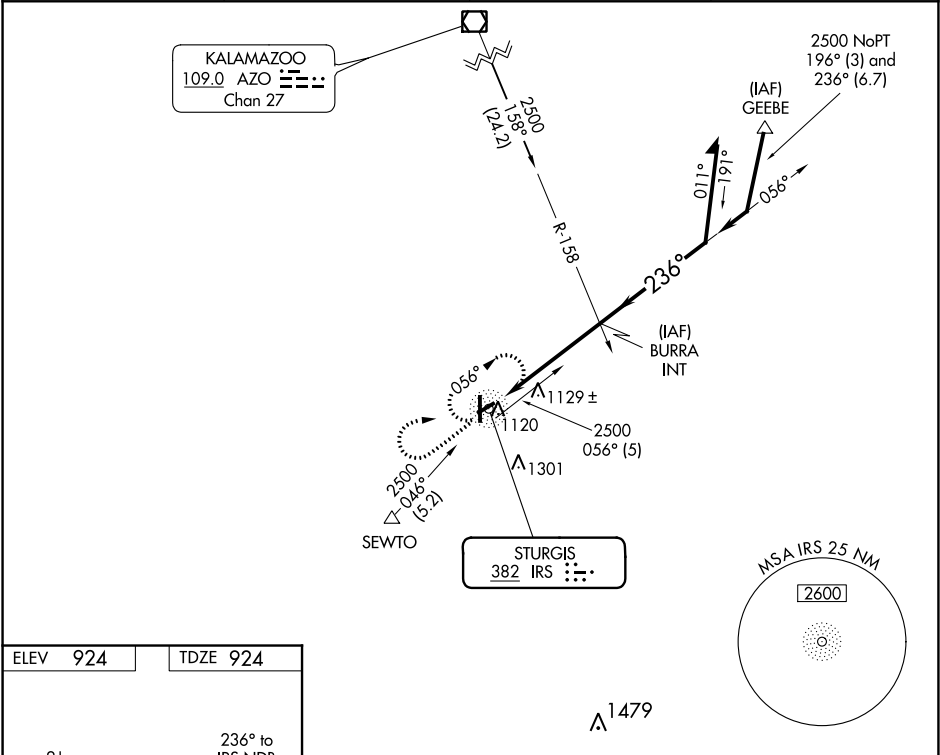 KALAMAZOO
109.0 AZO
Chan 27
2500
158°
(24.2)
R-158
2500 NoPT
196° (3) and
236° (6.7)
(IAF)
GEEBE
011°
191°
056°
236°
(IAF)
BURRA
INT
056°
1129 ±
1120
2500
056° (5)
1301
2500
046°
(5.2)
SEWTO
STURGIS
382 IRS
MSA IRS 25 NM
2600
1479
ELEV 924
TDZE 924
236° to
IRS NDB